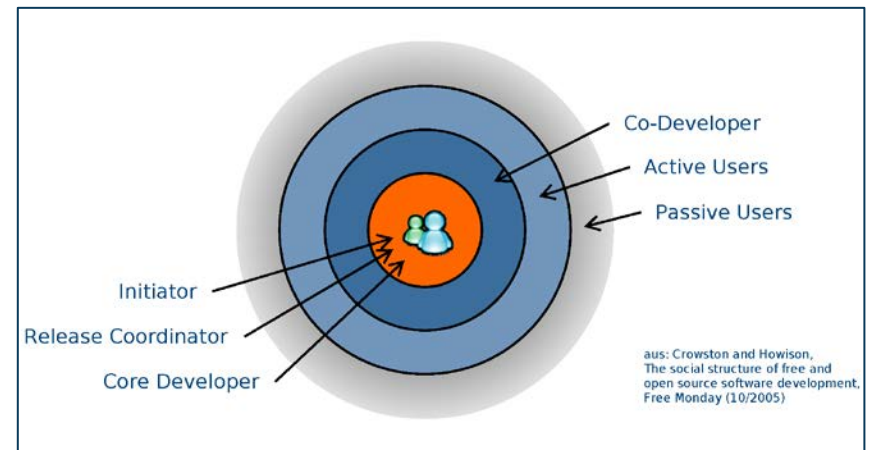 Co-Developer
Active Users
Passive Users
Initiator
Release Coordinator
Core Developer
aus: Crowston and Howison,
The social structure of free and
open source software development,
Free Monday (10/2005)